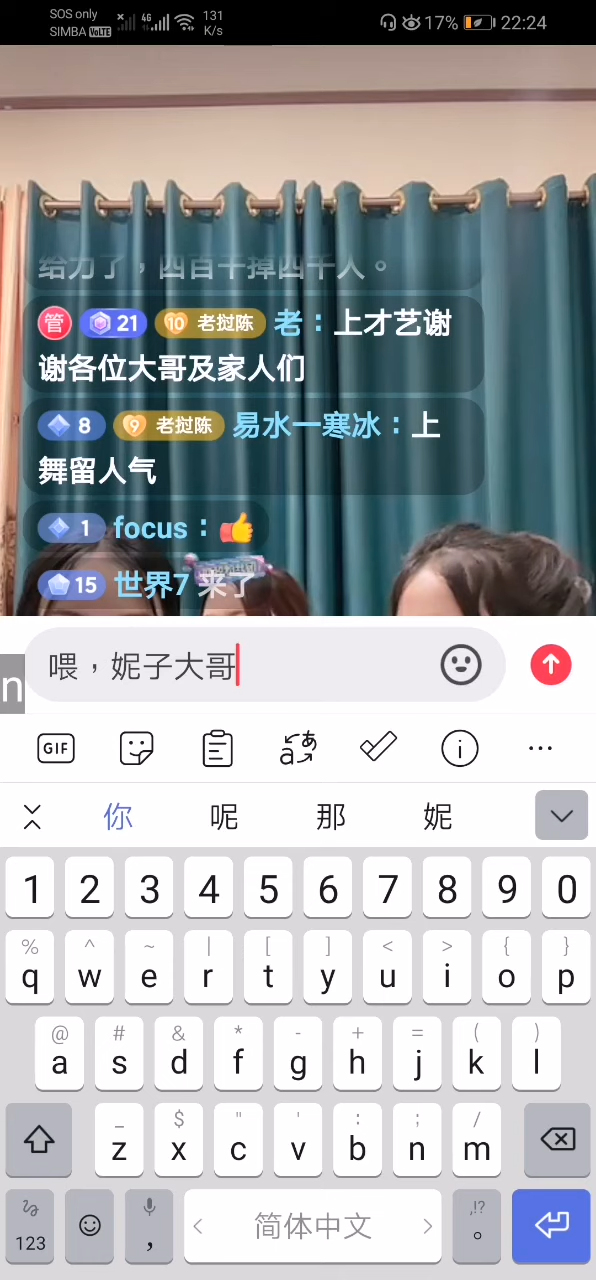 SOS only
SIMBA VoLTE
4G
131
K/s
17%
22:24
给力了，四百干掉四千人。
管 21 10 老挝陈 老：上才艺谢
谢各位大哥及家人们
8 9 老挝陈 易水一寒冰：上
舞留人气
1 focus：👍
15 世界7 来了
n
喂，妮子大哥
GIF
aあ
i
...
你 呢 那 妮
1 2 3 4 5 6 7 8 9 0
% ^ ~ | [ ] < > { }
q w e r t y u i o p
@ # & * - + = ( )
a s d f g h j k l
_ $ " ' : ; /
z x c v b n m
123 , < 简体中文 > ,!? 。